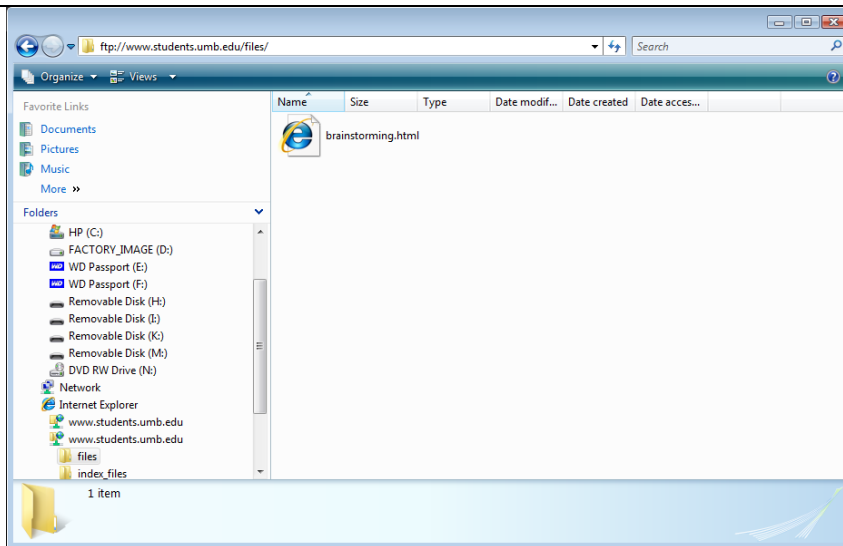 ftp://www.students.umb.edu/files/
Search
Organize Views
Favorite Links
Documents
Pictures
Music
More »
Folders
HP (C:)
FACTORY_IMAGE (D:)
WD Passport (E:)
WD Passport (F:)
Removable Disk (H:)
Removable Disk (I:)
Removable Disk (K:)
Removable Disk (M:)
DVD RW Drive (N:)
Network
Internet Explorer
www.students.umb.edu
www.students.umb.edu
files
index_files
Name Size Type Date modif... Date created Date acces...
brainstorming.html
1 item